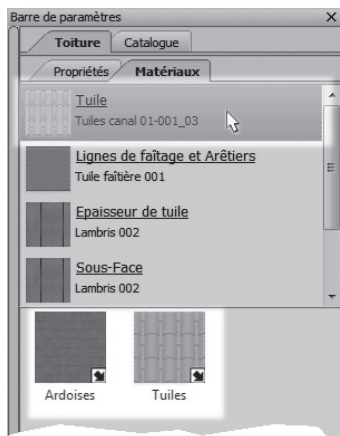 Barre de paramètres X
Toiture Catalogue
Propriétés Matériaux
Tuile
Tuiles canal 01-001_03
Lignes de faîtage et Arêtiers
Tuile faîtière 001
Epaisseur de tuile
Lambris 002
Sous-Face
Lambris 002
Ardoises Tuiles